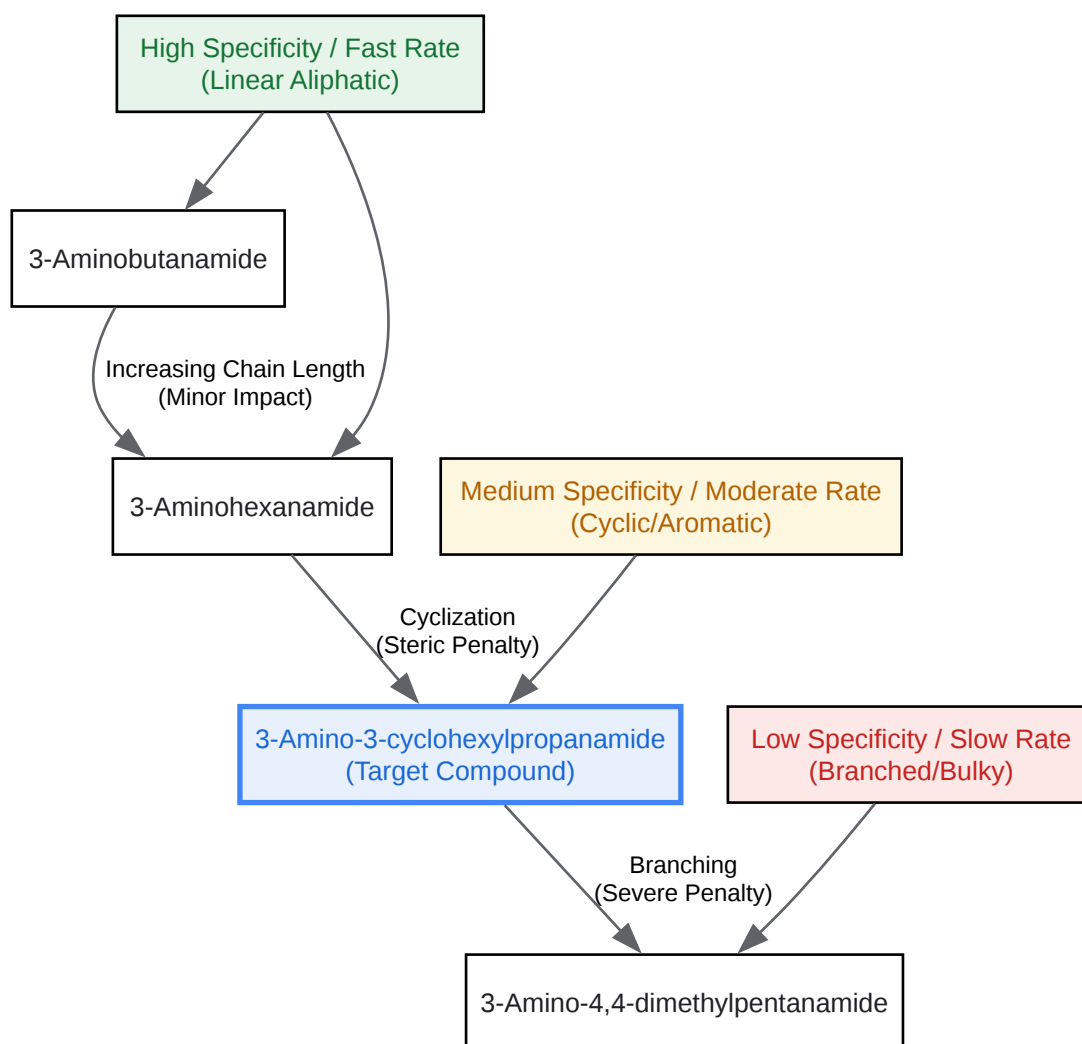 High Specificity / Fast Rate
(Linear Aliphatic)
3-Aminobutanamide
Increasing Chain Length
(Minor Impact)
3-Aminohexanamide
Medium Specificity / Moderate Rate
(Cyclic/Aromatic)
Cyclization
(Steric Penalty)
3-Amino-3-cyclohexylpropanamide
(Target Compound)
Low Specificity / Slow Rate
(Branched/Bulky)
Branching
(Severe Penalty)
3-Amino-4,4-dimethylpentanamide